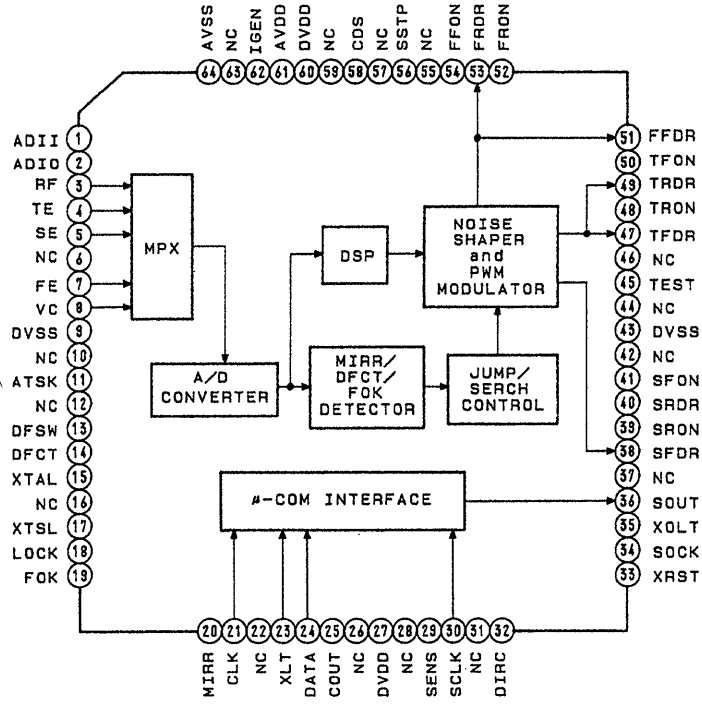 AVSS
NC
IGEN
AVDD
DVDD
NC
CDS
NC
SSTP
NC
FFON
FRDR
FRON
64
63
62
61
60
59
58
57
56
55
54
53
52
ADII 1
ADIO 2
RF 3
TE 4
SE 5
NC 6
FE 7
VC 8
DVSS 9
NC 10
ATSK 11
NC 12
DFSW 13
DFCT 14
XTAL 15
NC 16
XTSL 17
LOCK 18
FOK 19
MPX
A/D
CONVERTER
DSP
MIRR/
DFCT/
FOK
DETECTOR
NOISE
SHAPER
and
PWM
MODULATOR
JUMP/
SERCH
CONTROL
μ-COM INTERFACE
51 FFDR
50 TFON
49 TRDR
48 TRON
47 TFDR
46 NC
45 TEST
44 NC
43 DVSS
42 NC
41 SFON
40 SRDR
39 SRON
38 SFDR
37 NC
36 SOUT
35 XOLT
34 SOCK
33 XRST
20
21
22
23
24
25
26
27
28
29
30
31
32
MIRR
CLK
NC
XLT
DATA
COUT
NC
DVDD
NC
SENS
SCLK
NC
DIRC